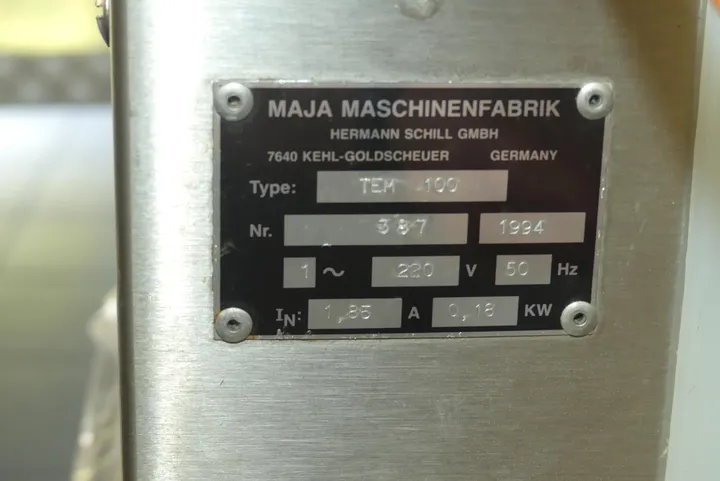 MAJA MASCHINENFABRIK
HERMANN SCHILL GMBH
7640 KEHL-GOLDSCHEUER GERMANY
Type: TEM 100
Nr. 387 1994
1 ~ 220 V 50 Hz
IN: 1,85 A 0,18 KW